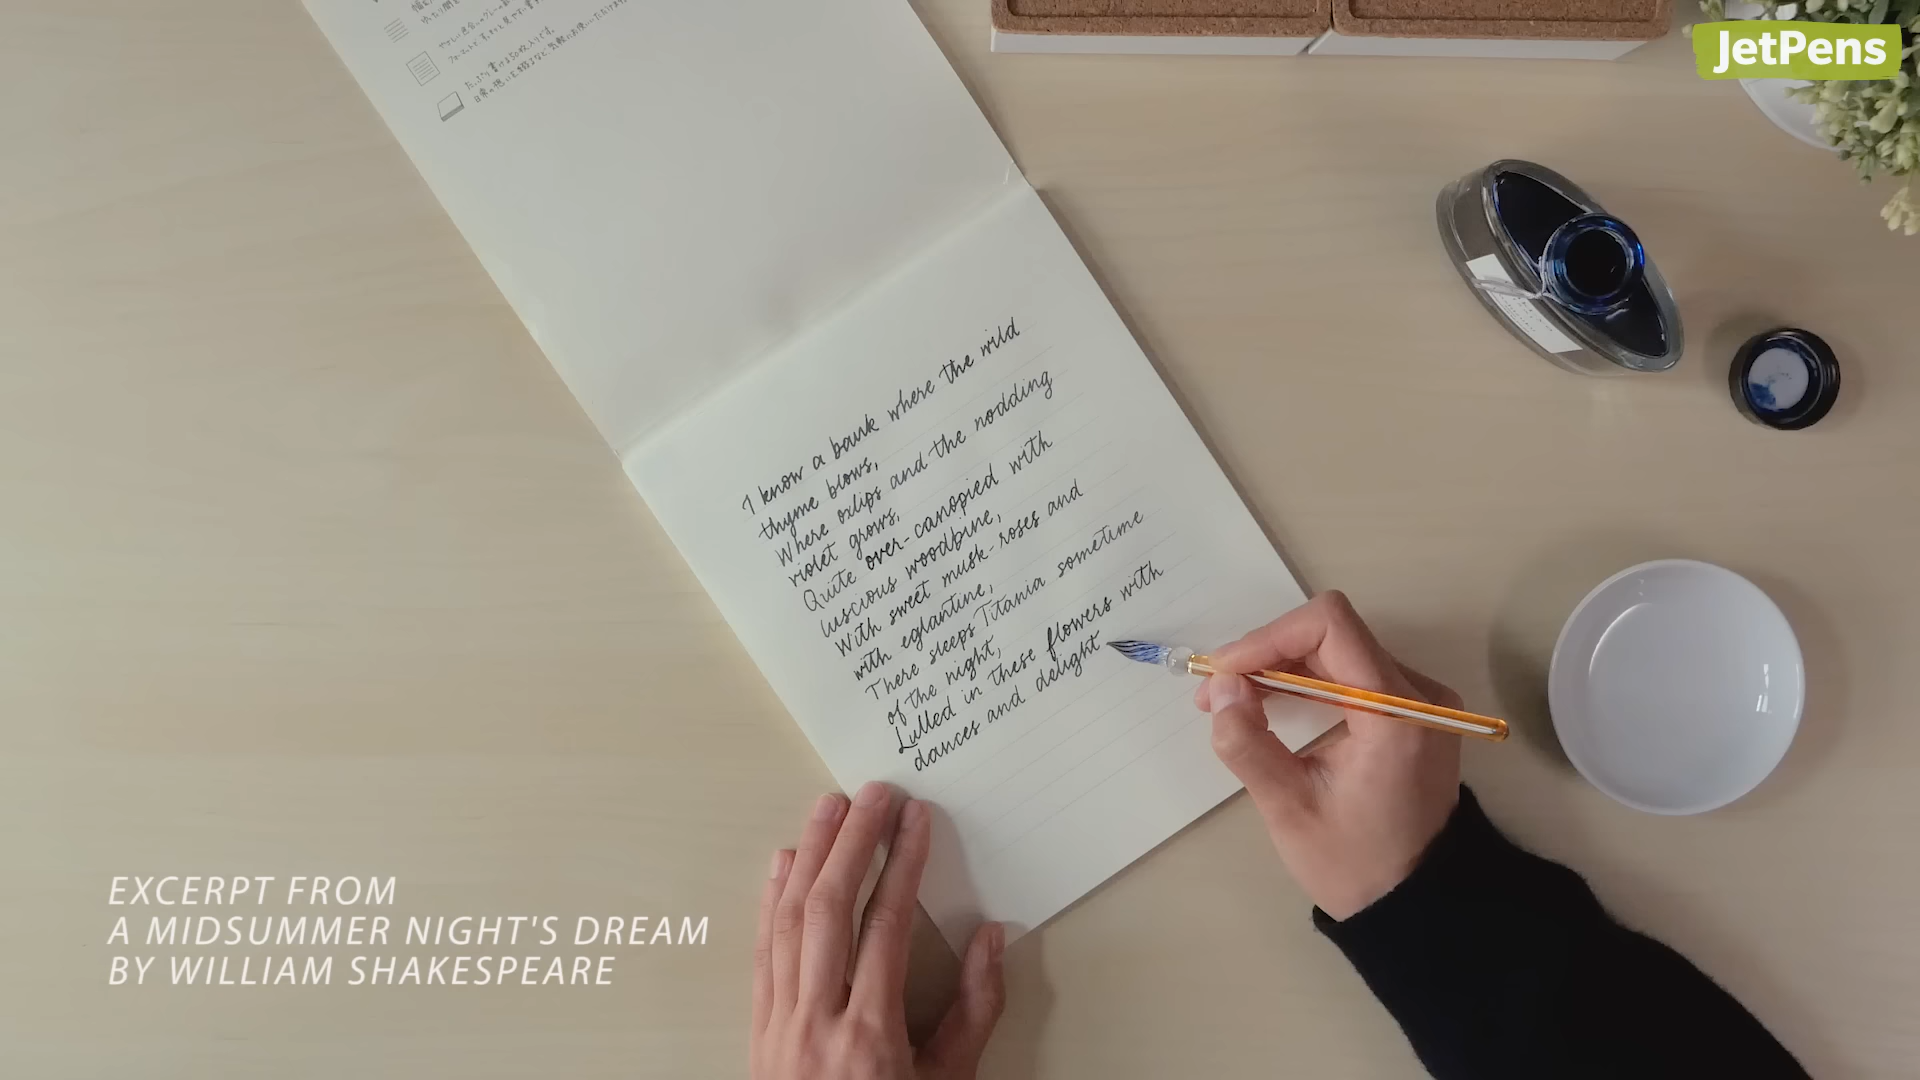 JetPens
I know a bank where the wild
thyme blows,
Where oxlips and the nodding
violet grows,
Quite over-canopied with
luscious woodbine,
With sweet musk-roses and
with eglantine,
There sleeps Titania sometime
of the night,
Lulled in these flowers with
dances and delight
EXCERPT FROM
A MIDSUMMER NIGHT'S DREAM
BY WILLIAM SHAKESPEARE